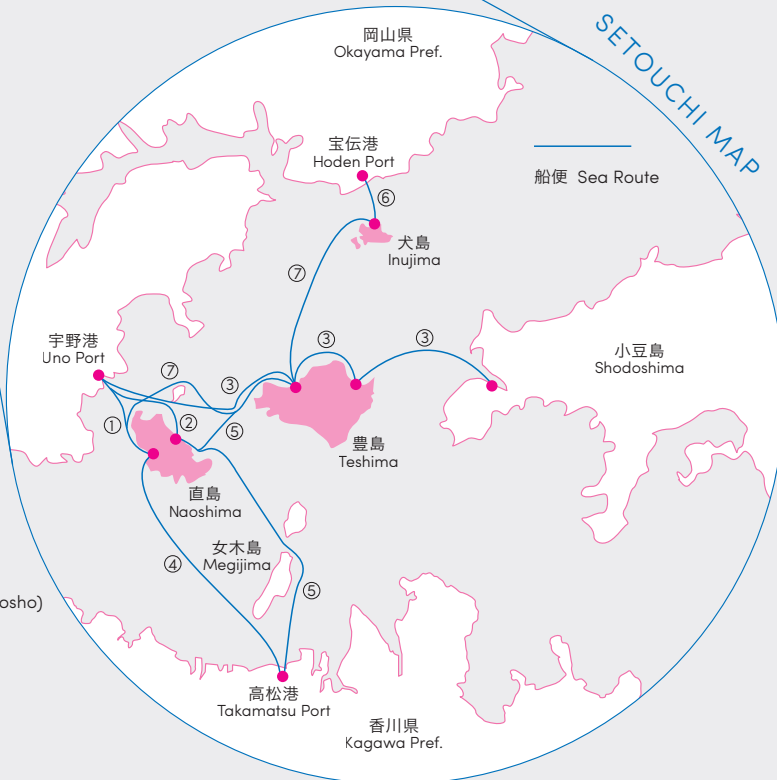 SETOUCHI MAP
岡山県
Okayama Pref.
宝伝港
Hoden Port
船便 Sea Route
⑥
犬島
Inujima
⑦
宇野港
Uno Port
③
③
小豆島
Shodoshima
⑦
③
①
②
⑤
豊島
Teshima
直島
Naoshima
女木島
Megijima
④
⑤
osho)
高松港
Takamatsu Port
香川県
Kagawa Pref.